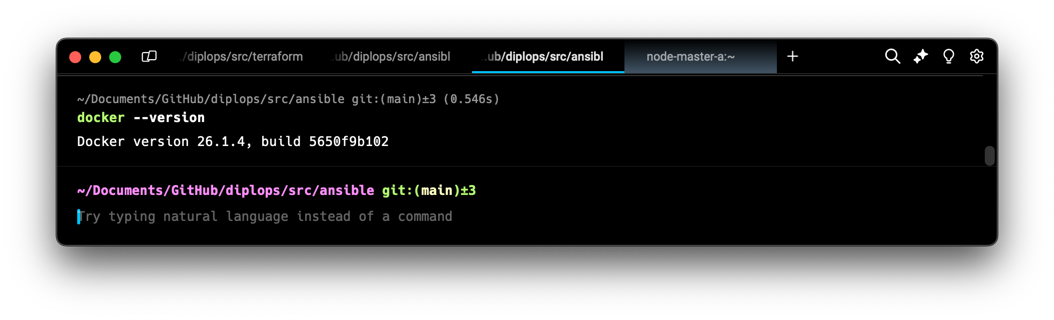 ./diplops/src/terraform
..ub/diplops/src/ansibl
..ub/diplops/src/ansibl
node-master-a:~
~/Documents/GitHub/diplops/src/ansible git:(main)±3 (0.546s)
docker --version
Docker version 26.1.4, build 5650f9b102
~/Documents/GitHub/diplops/src/ansible git:(main)±3
Try typing natural language instead of a command